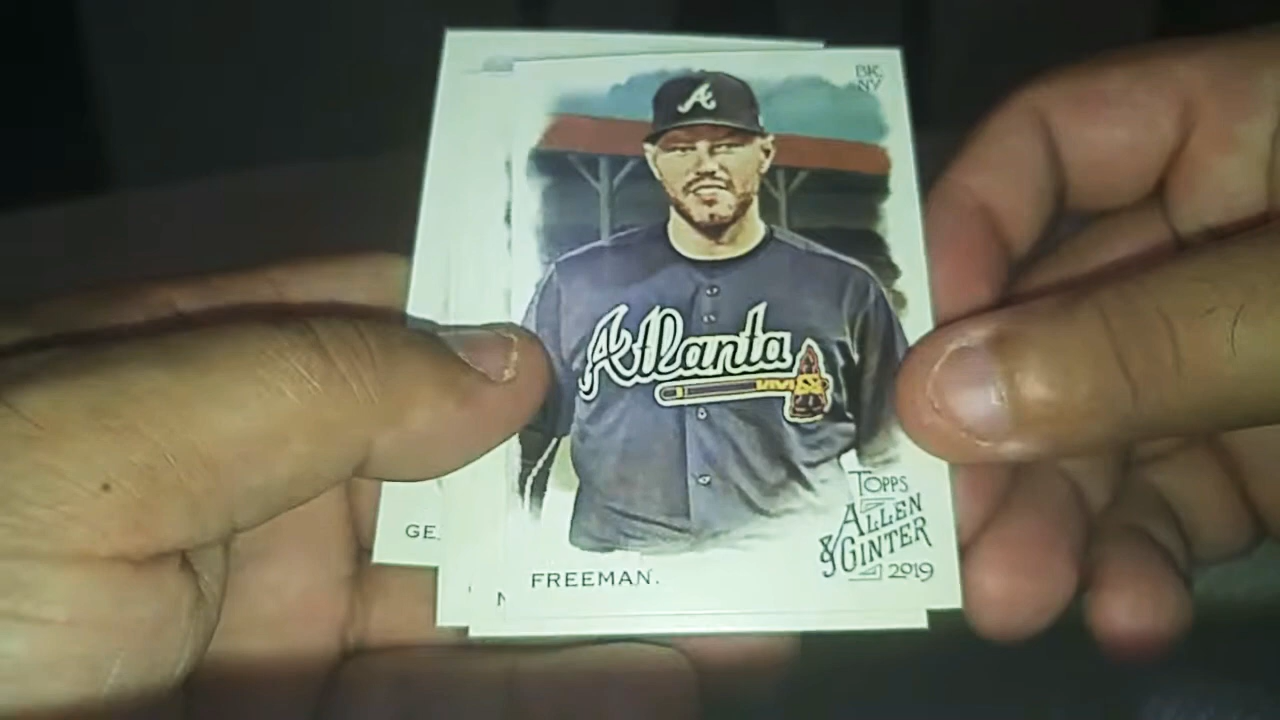 A
BK.
NY
Atlanta
TOPPS
ALLEN
& GINTER
2019
GE
N
FREEMAN.